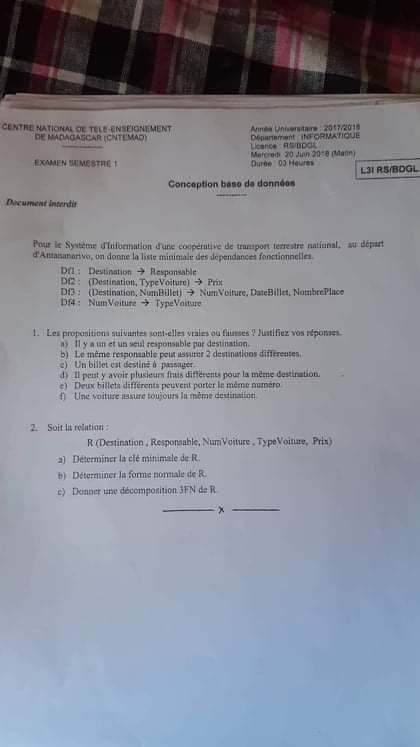 CENTRE NATIONAL DE TELE-ENSEIGNEMENT
DE MADAGASCAR (CNTEMAD)
EXAMEN SEMESTRE 1
Année Universitaire : 2017/2018
Département : INFORMATIQUE
Licence : RS/BDGL
Mercredi 20 Juin 2018 (Matin)
Durée : 03 Heures
L3I RS/BDGL
Conception base de données
Document interdit
Pour le Système d'Information d'une coopérative de transport terrestre national, au départ
d'Antananarivo, on donne la liste minimale des dépendances fonctionnelles.
Df1 : Destination → Responsable
Df2 : (Destination, TypeVoiture) → Prix
Df3 : (Destination, NumBillet) → NumVoiture, DateBillet, NombrePlace
Df4 : NumVoiture → TypeVoiture
1. Les propositions suivantes sont-elles vraies ou fausses ? Justifiez vos réponses.
a) Il y a un et un seul responsable par destination.
b) Le même responsable peut assurer 2 destinations différentes.
c) Un billet est destiné à passager.
d) Il peut y avoir plusieurs frais différents pour la même destination.
e) Deux billets différents peuvent porter le même numéro.
f) Une voiture assure toujours la même destination.
2. Soit la relation :
R (Destination , Responsable, NumVoiture , TypeVoiture, Prix)
a) Déterminer la clé minimale de R.
b) Déterminer la forme normale de R.
c) Donner une décomposition 3FN de R.
x